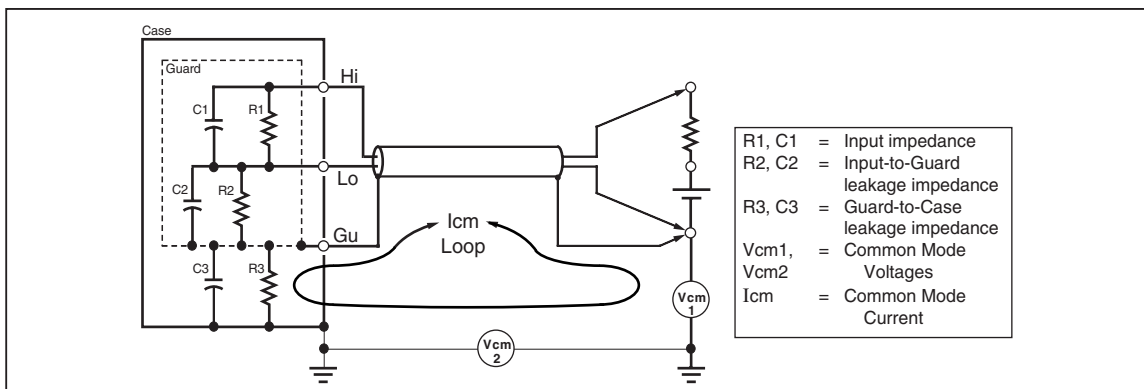 Case
Guard
Hi
C1
R1
Lo
C2
R2
Gu
C3
R3
Icm
Loop
Vcm
1
Vcm
2
R1, C1 = Input impedance
R2, C2 = Input-to-Guard
leakage impedance
R3, C3 = Guard-to-Case
leakage impedance
Vcm1, = Common Mode
Vcm2 Voltages
Icm = Common Mode
Current